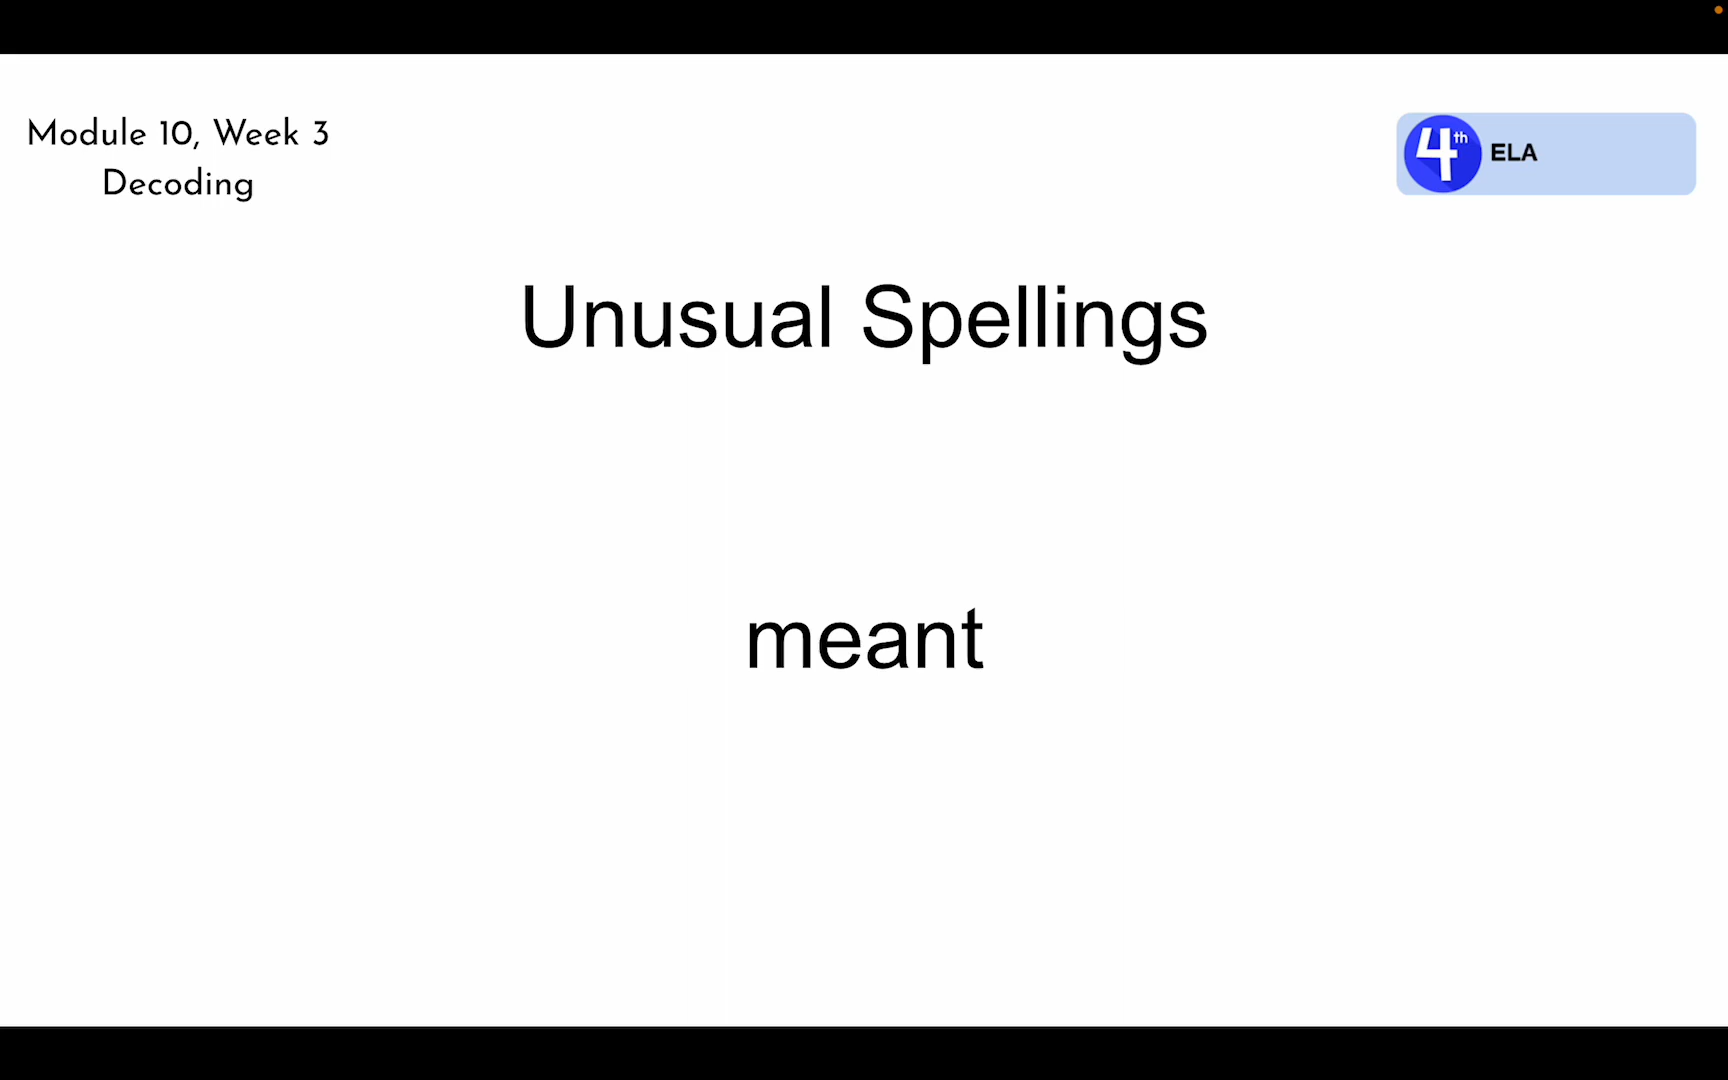 Module 10, Week 3
Decoding
4th ELA
Unusual Spellings
meant